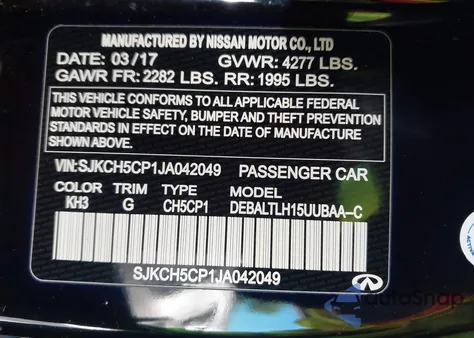 MANUFACTURED BY NISSAN MOTOR CO., LTD
DATE: 03/17 GVWR: 4277 LBS.
GAWR FR: 2282 LBS. RR: 1995 LBS.
THIS VEHICLE CONFORMS TO ALL APPLICABLE FEDERAL
MOTOR VEHICLE SAFETY, BUMPER AND THEFT PREVENTION
STANDARDS IN EFFECT ON THE DATE OF MANUFACTURE
SHOWN ABOVE.
VIN:SJKCH5CP1JA042049 PASSENGER CAR
COLOR TRIM TYPE MODEL
KH3 G CH5CP1 DEBALTLH15UUBAA-C
SJKCH5CP1JA042049
AutoSnap